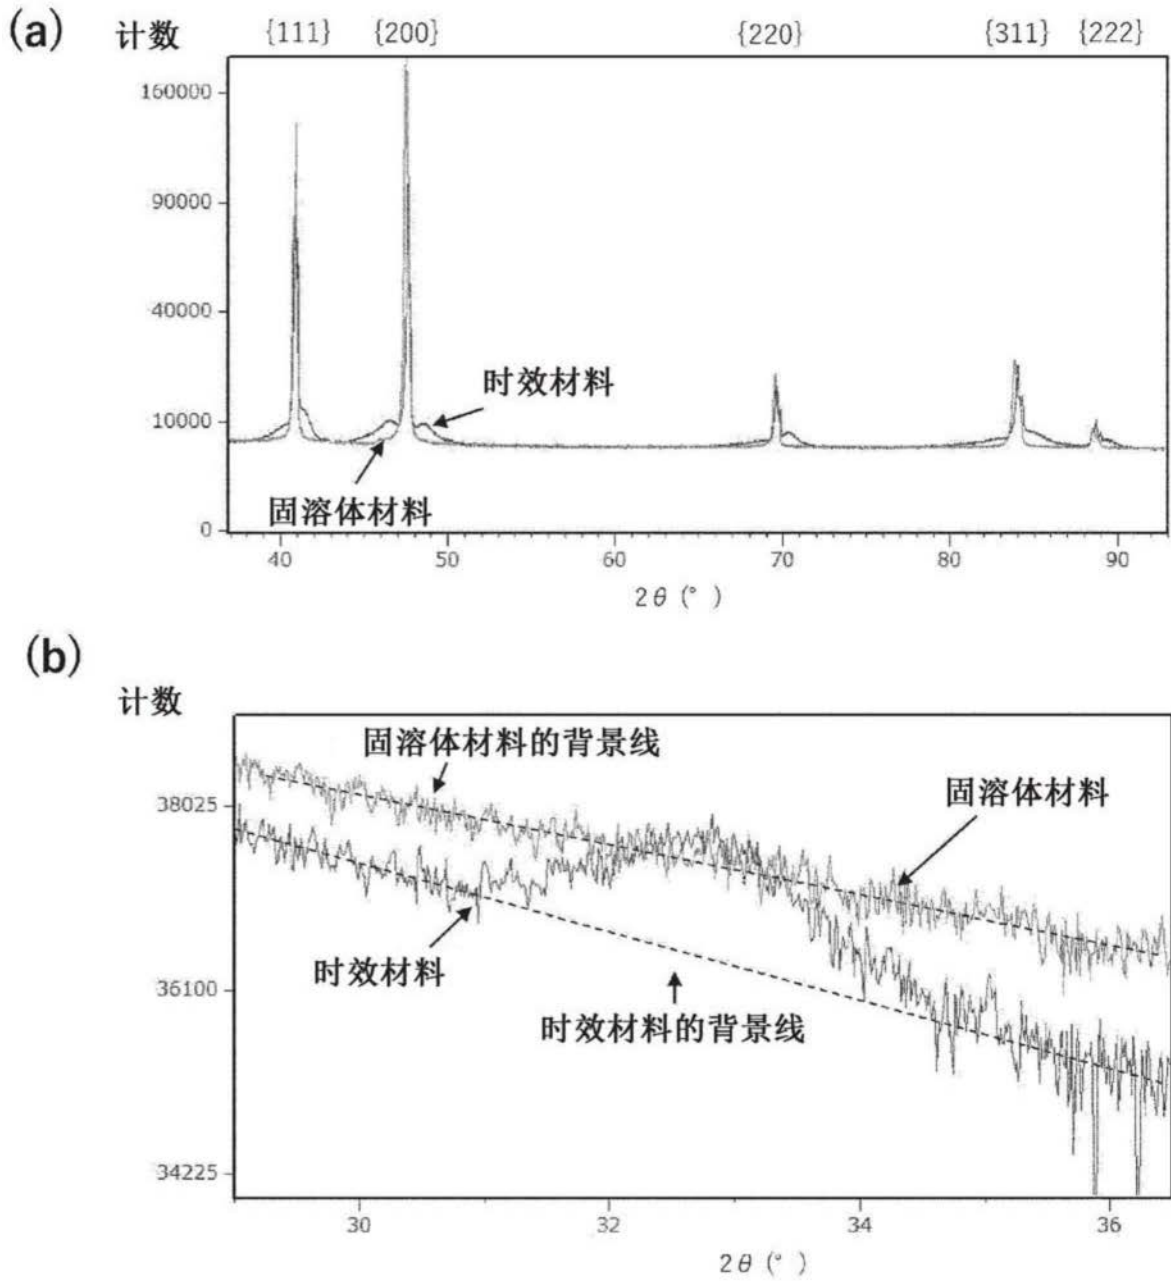 (a) 计数 {111} {200} {220} {311} {222}
160000
90000
40000
时效材料
10000
固溶体材料
0
40 50 60 70 80 90
2θ (°)
(b)
计数
固溶体材料的背景线
固溶体材料
38025
时效材料
36100
时效材料的背景线
34225
30 32 34 36
2θ (°)